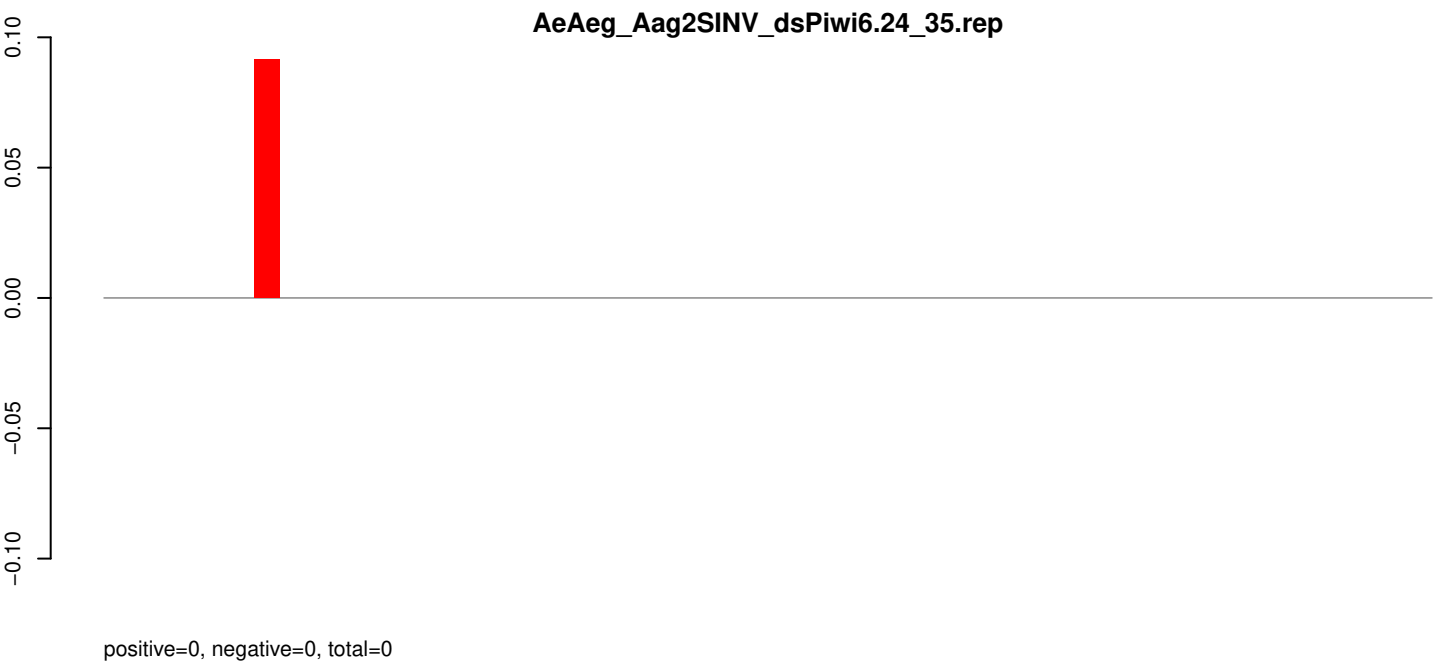 AeAeg_Aag2SINV_dsPiwi6.24_35.rep
0.10
0.05
0.00
−0.05
−0.10
positive=0, negative=0, total=0